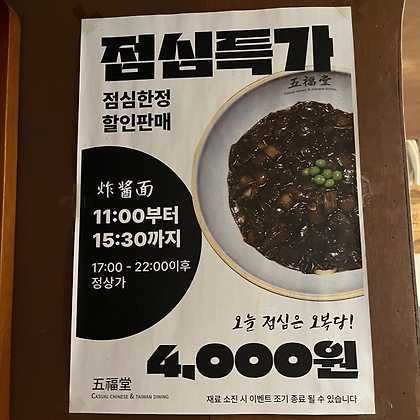 점심특가
점심한정
할인판매
五福堂
炸醬面
11:00부터
15:30까지
17:00 - 22:00이후
정상가
오늘 점심은 오복당!
4,000원
五福堂
CASUAL CHINESE & TAIWAN DINING
재료 소진 시 이벤트 조기 종료 될 수 있습니다